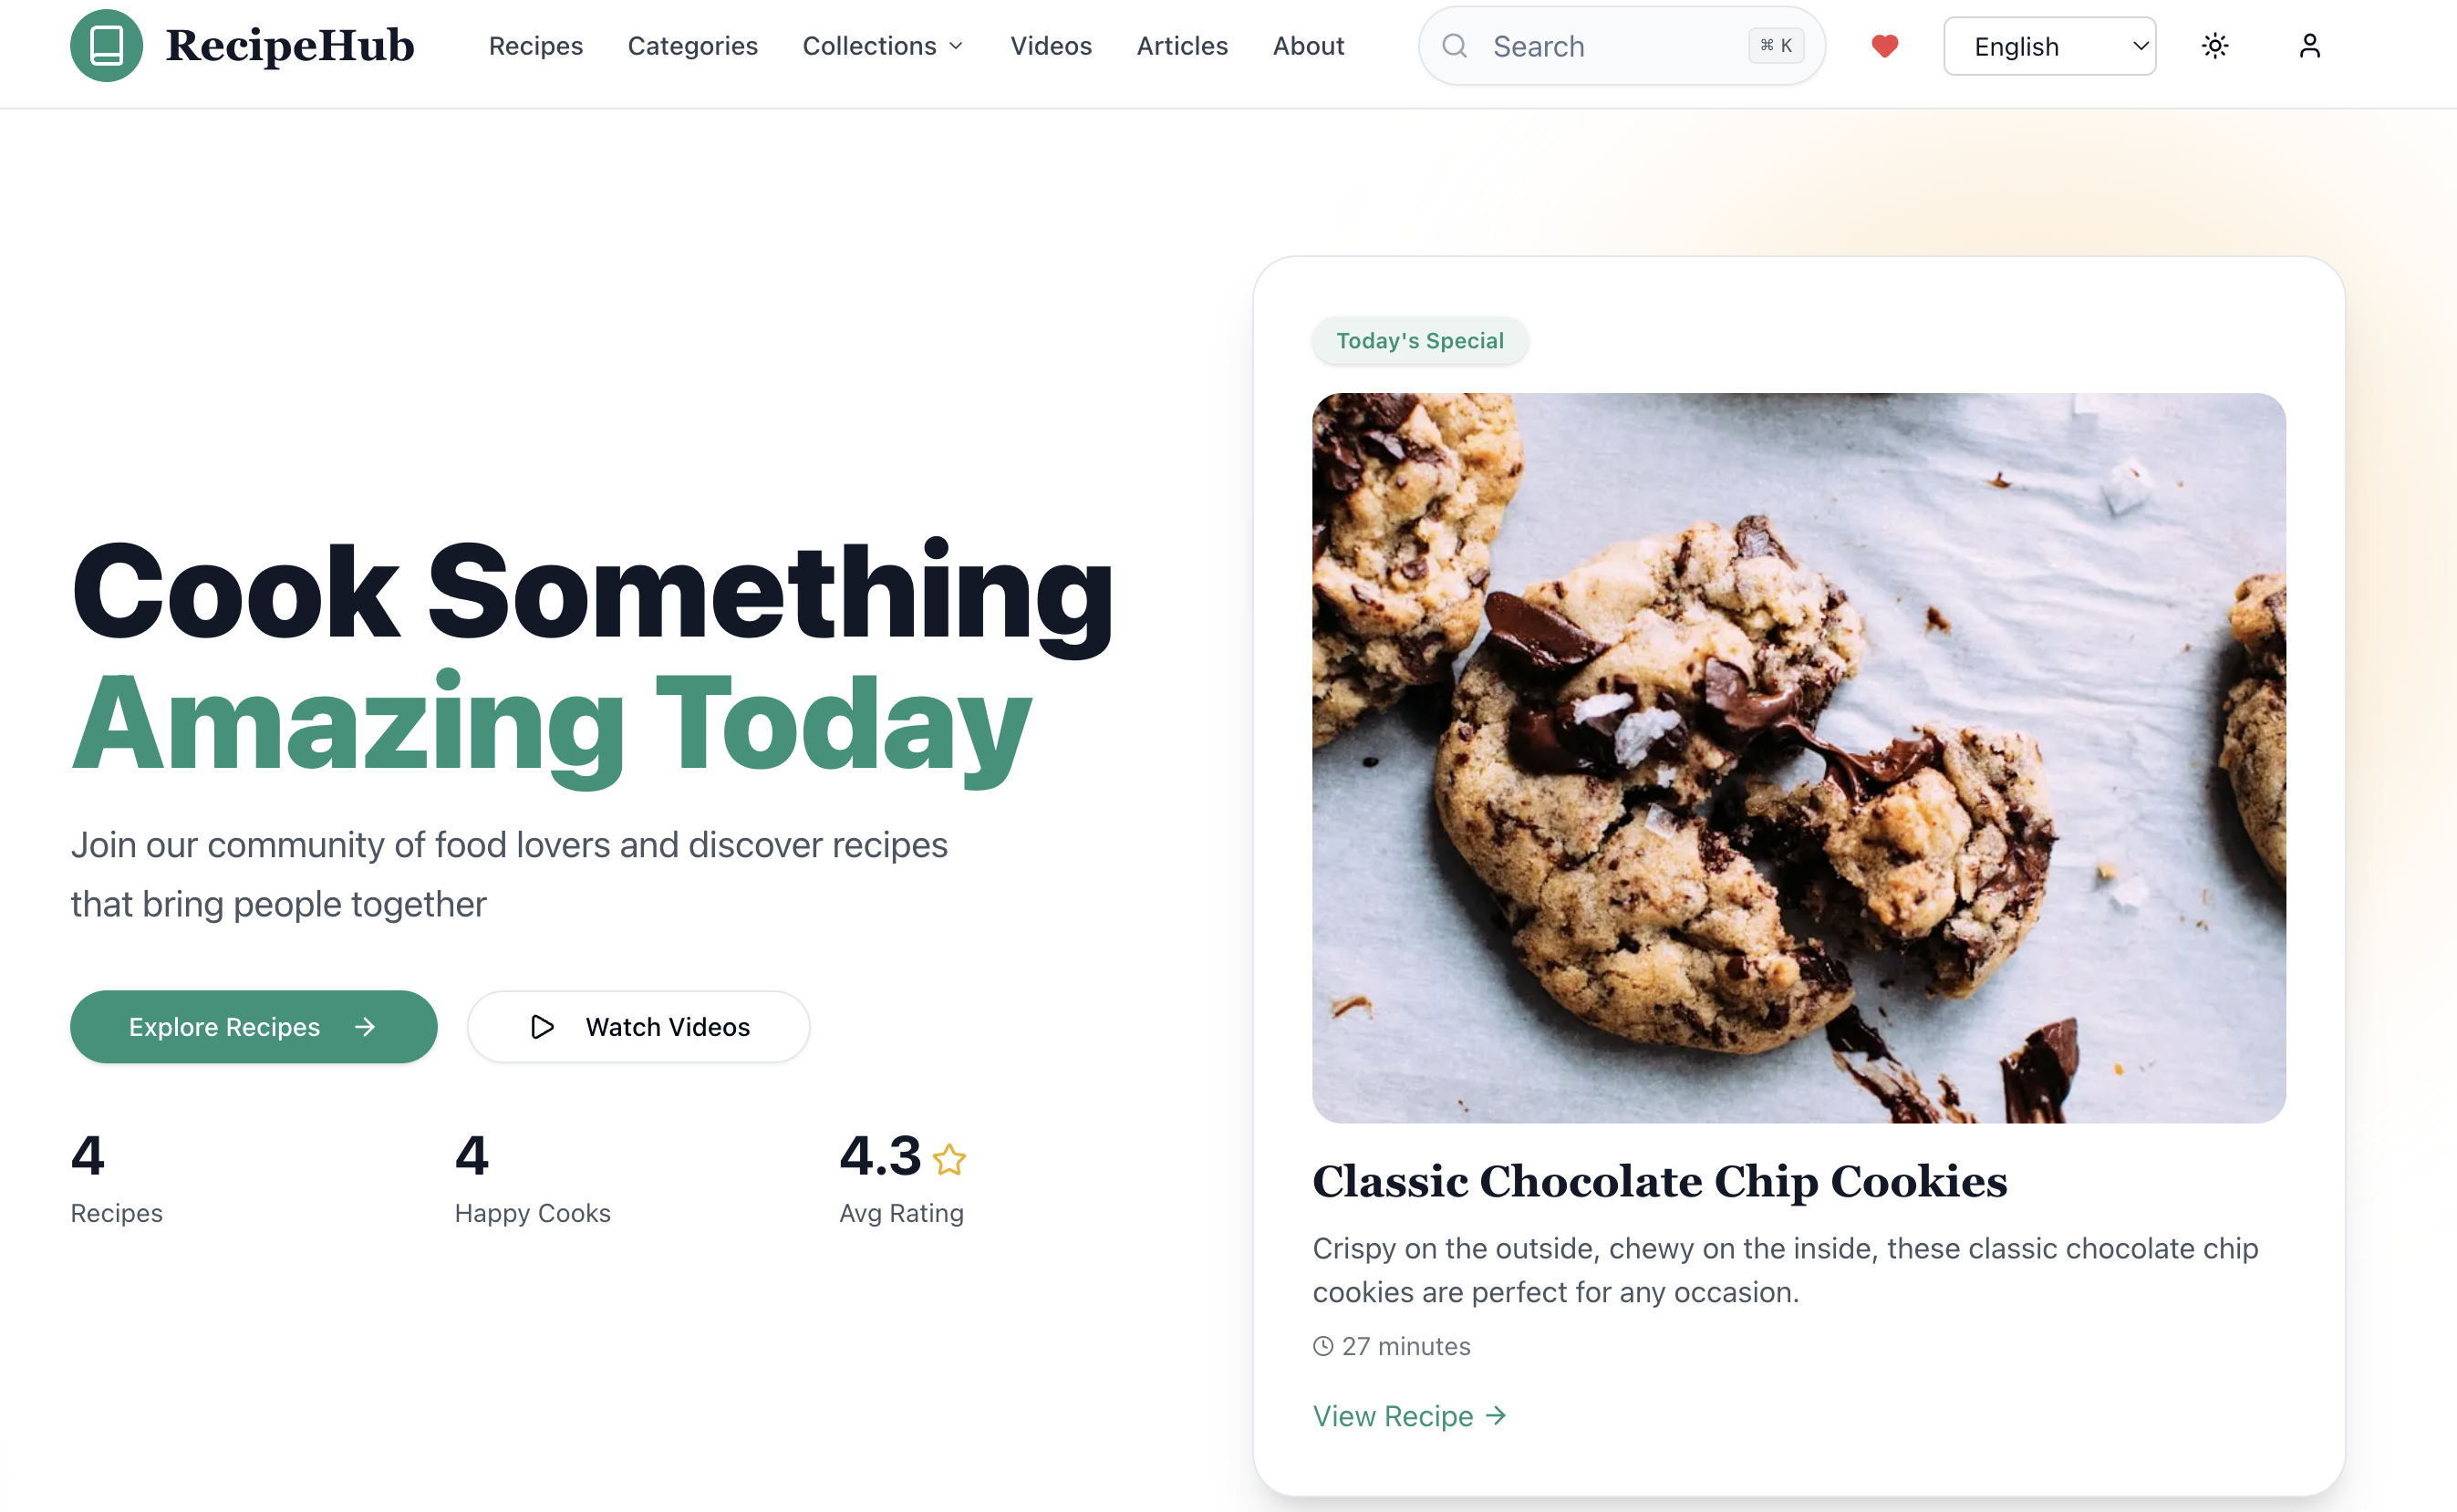 RecipeHub
Recipes
Categories
Collections
Videos
Articles
About
Search
⌘ K
English
Cook Something
Amazing Today
Join our community of food lovers and discover recipes
that bring people together
Explore Recipes →
Watch Videos
4
Recipes
4
Happy Cooks
4.3
Avg Rating
Today's Special
Classic Chocolate Chip Cookies
Crispy on the outside, chewy on the inside, these classic chocolate chip
cookies are perfect for any occasion.
27 minutes
View Recipe →